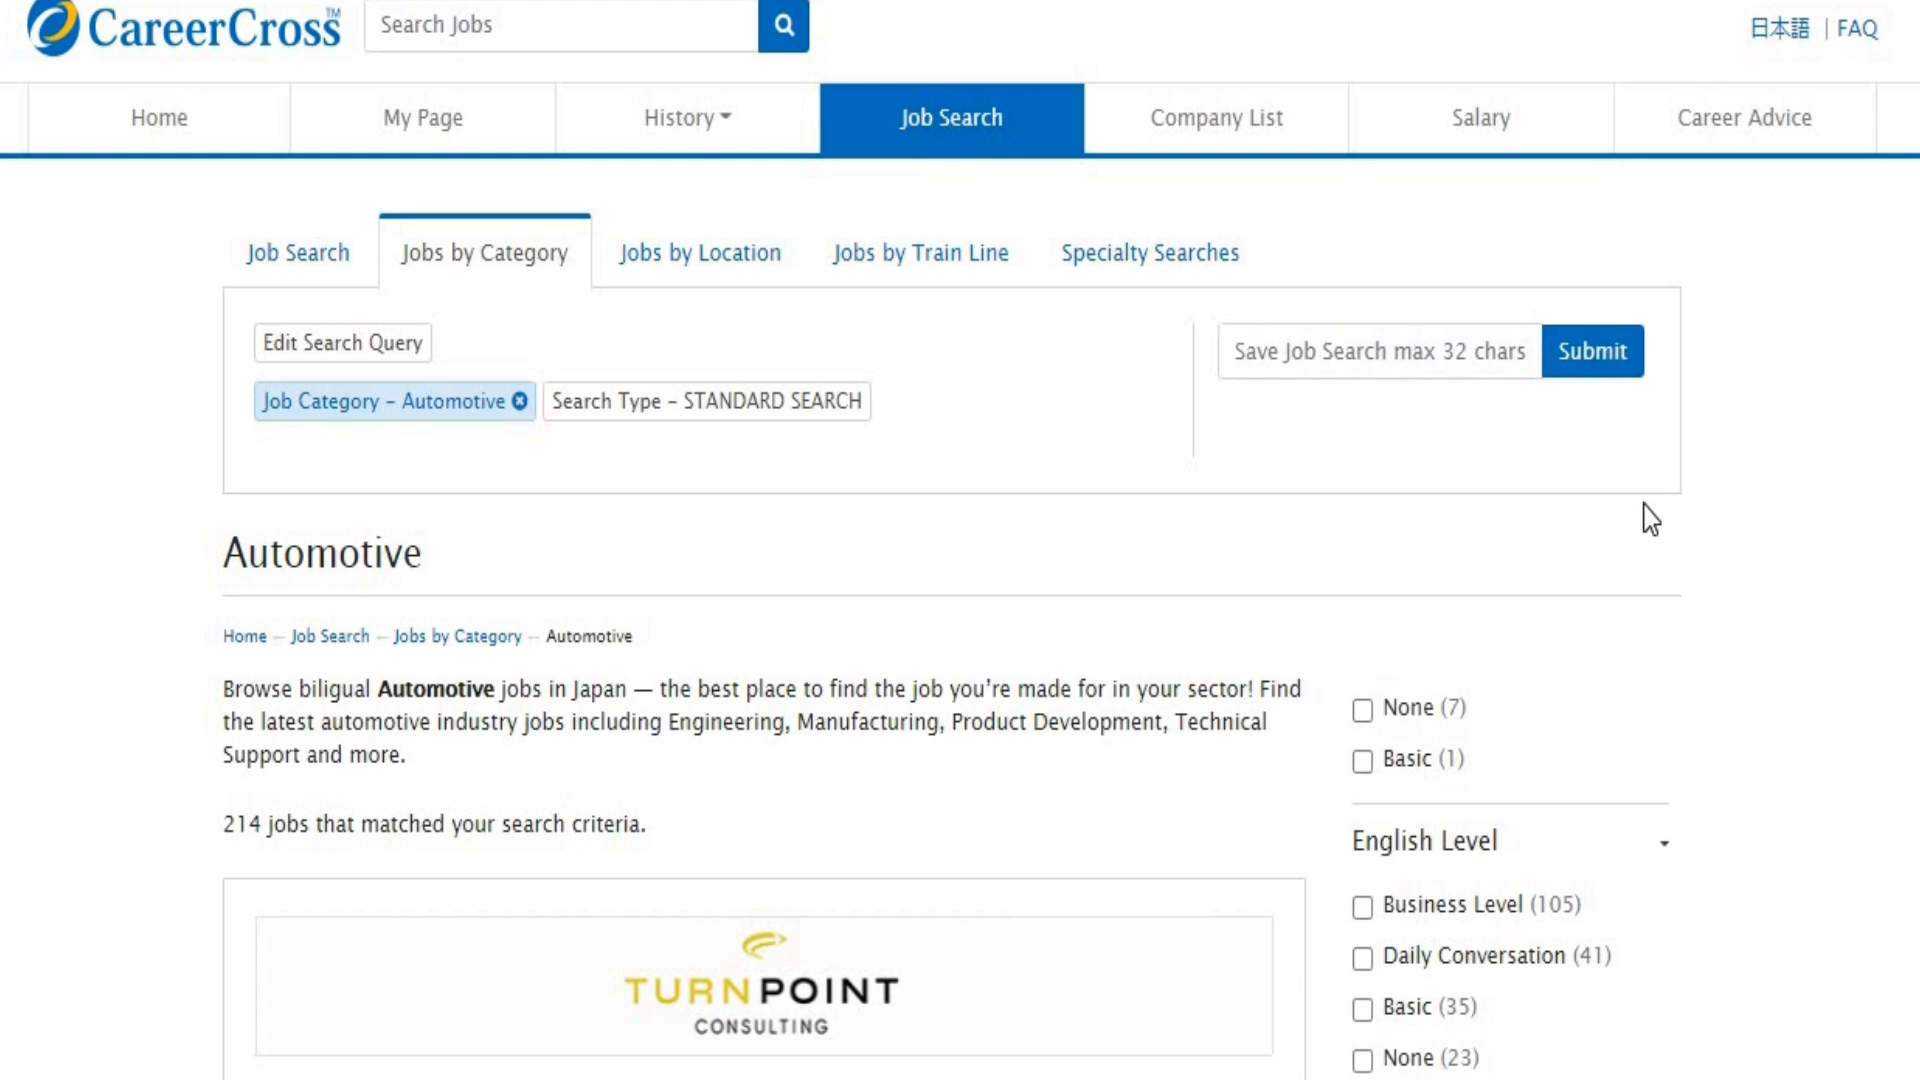 CareerCross™
Search Jobs
日本語 | FAQ
Home
My Page
History
Job Search
Company List
Salary
Career Advice
Job Search
Jobs by Category
Jobs by Location
Jobs by Train Line
Specialty Searches
Edit Search Query
Save Job Search max 32 chars
Submit
Job Category – Automotive
Search Type – STANDARD SEARCH
Automotive
Home – Job Search – Jobs by Category – Automotive
Browse biligual Automotive jobs in Japan — the best place to find the job you're made for in your sector! Find
the latest automotive industry jobs including Engineering, Manufacturing, Product Development, Technical
Support and more.
214 jobs that matched your search criteria.
TURNPOINT
CONSULTING
None (7)
Basic (1)
English Level
Business Level (105)
Daily Conversation (41)
Basic (35)
None (23)